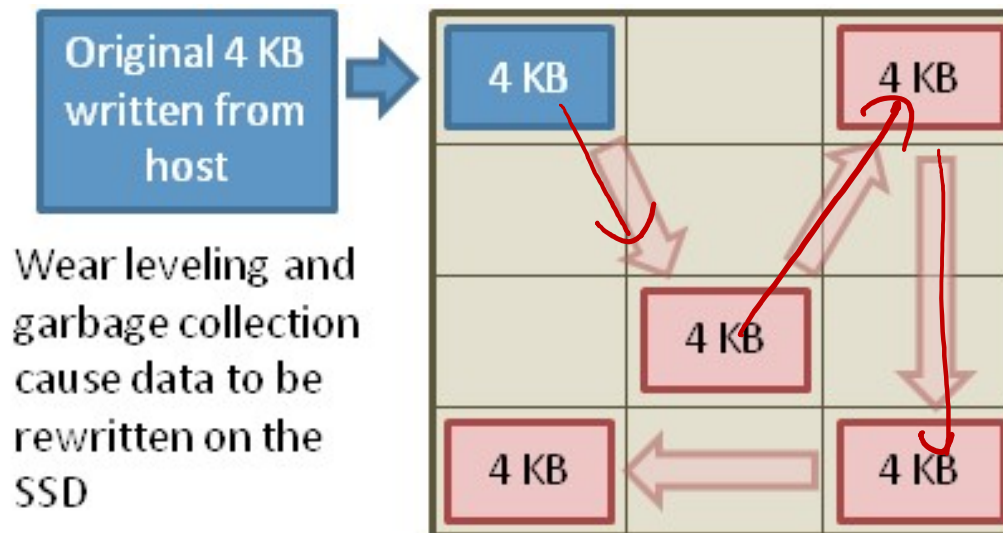 Original 4 KB
written from
host
4 KB
4 KB
Wear leveling and
garbage collection
cause data to be
rewritten on the
SSD
4 KB
4 KB
4 KB